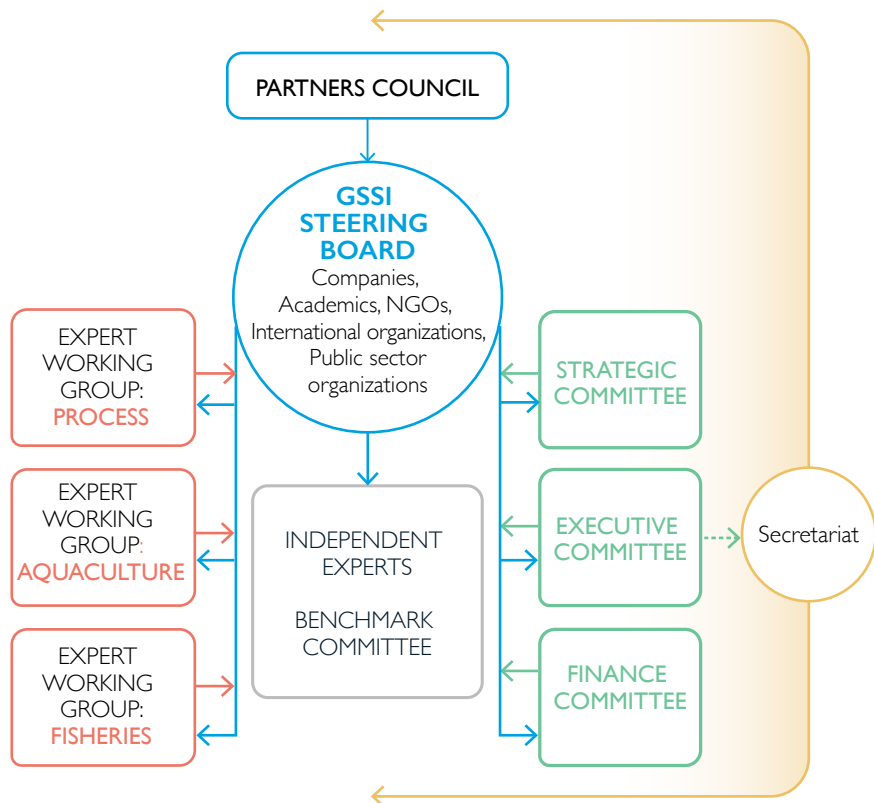 PARTNERS COUNCIL
GSSI
STEERING
BOARD
Companies,
Academics, NGOs,
International organizations,
Public sector
organizations
EXPERT
WORKING
GROUP:
PROCESS
EXPERT
WORKING
GROUP:
AQUACULTURE
EXPERT
WORKING
GROUP:
FISHERIES
INDEPENDENT
EXPERTS
BENCHMARK
COMMITTEE
STRATEGIC
COMMITTEE
EXECUTIVE
COMMITTEE
FINANCE
COMMITTEE
Secretariat